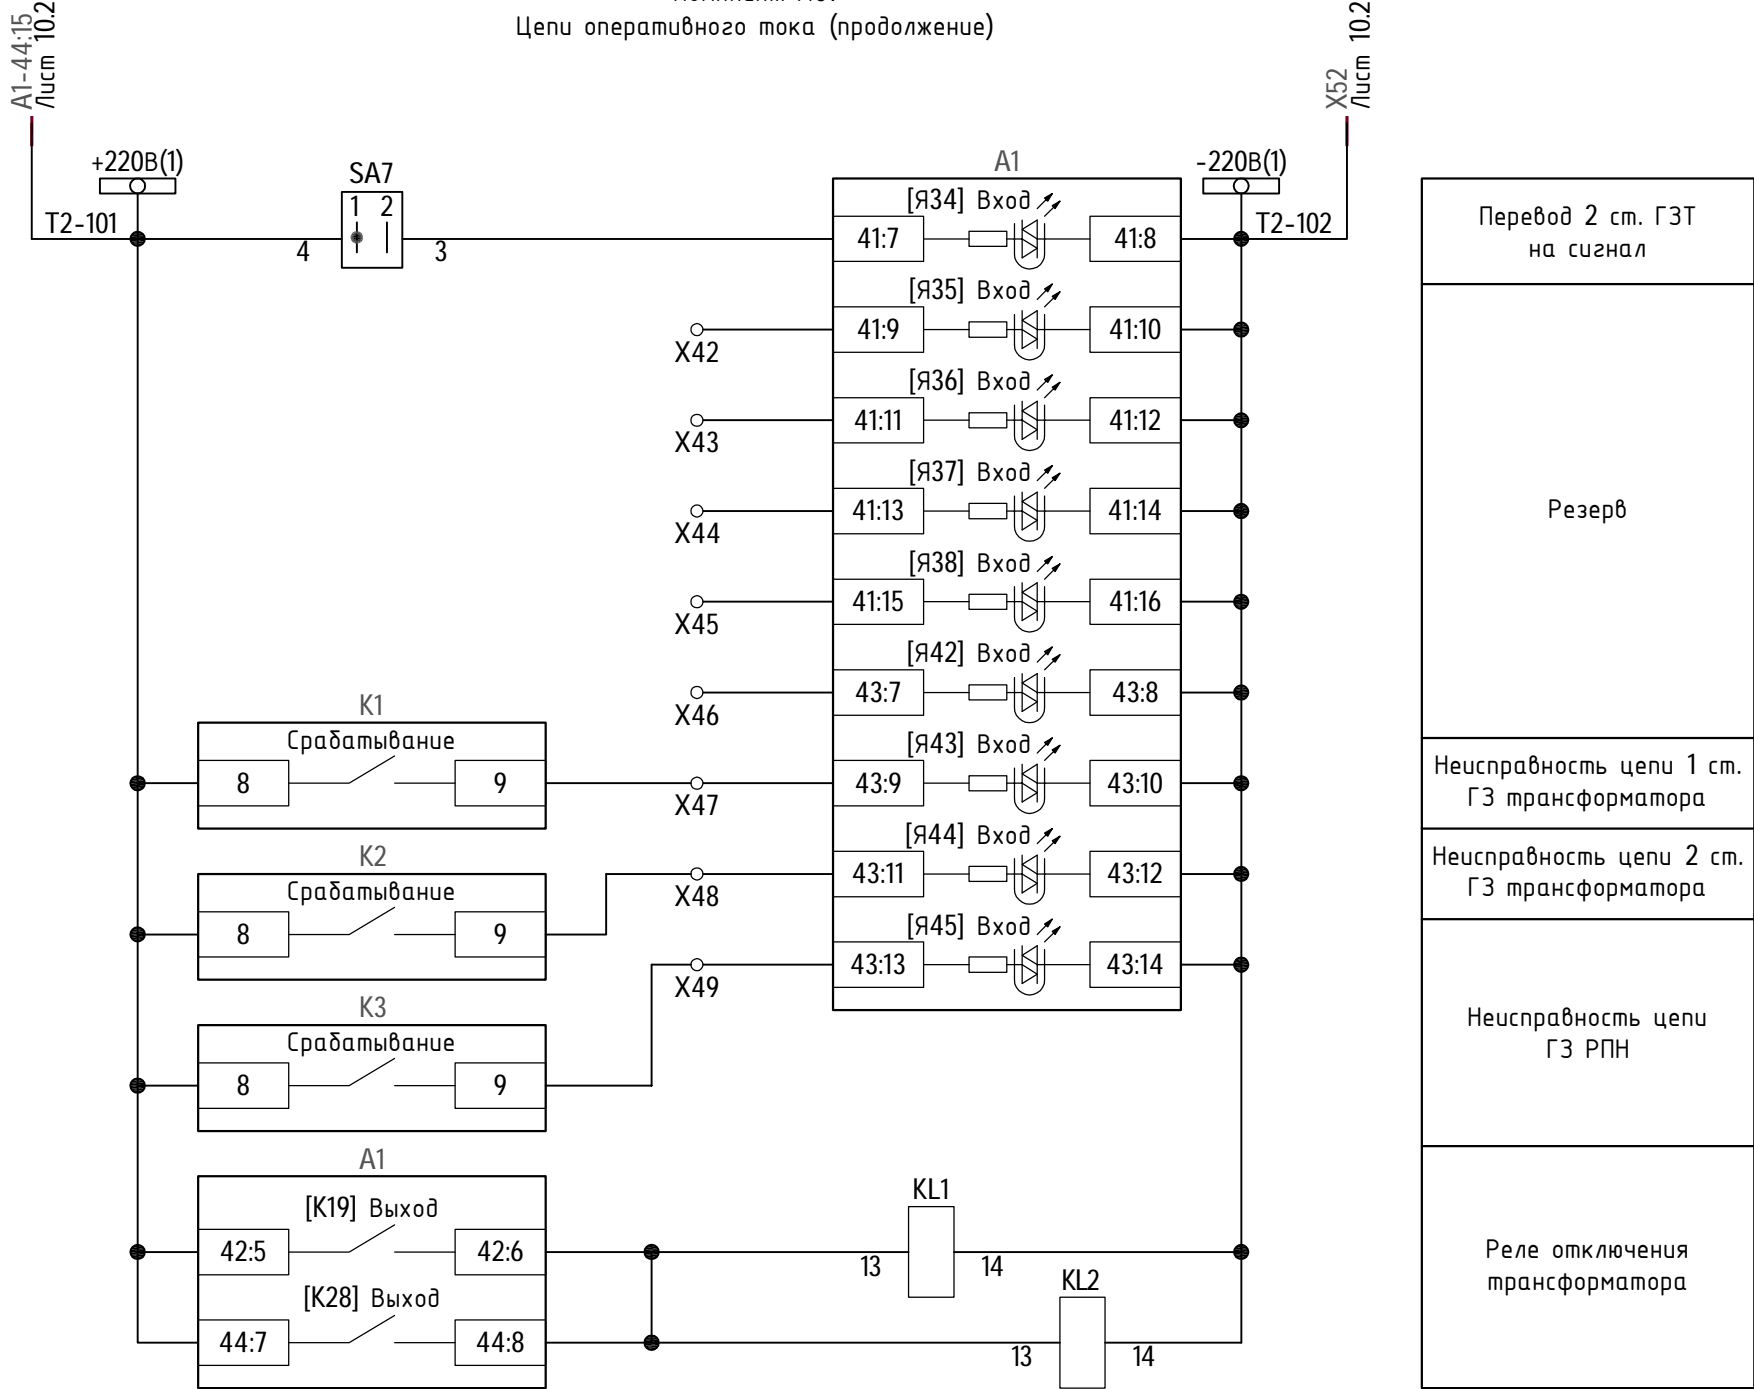 Цепи оперативного тока (продолжение)
А1-44:15
Лист 10.2
X52
Лист 10.2
+220В(1)
-220В(1)
T2-101
T2-102
SA7
1 2
4
3
А1
[Я34] Вход
41:7
41:8
[Я35] Вход
41:9
41:10
X42
[Я36] Вход
41:11
41:12
X43
[Я37] Вход
41:13
41:14
X44
[Я38] Вход
41:15
41:16
X45
[Я42] Вход
43:7
43:8
X46
[Я43] Вход
43:9
43:10
X47
[Я44] Вход
43:11
43:12
X48
[Я45] Вход
43:13
43:14
X49
K1
Срабатывание
8
9
K2
Срабатывание
8
9
K3
Срабатывание
8
9
А1
[K19] Выход
42:5
42:6
[K28] Выход
44:7
44:8
KL1
13
14
KL2
13
14
Перевод 2 ст. ГЗТ
на сигнал
Резерв
Неисправность цепи 1 ст.
ГЗ трансформатора
Неисправность цепи 2 ст.
ГЗ трансформатора
Неисправность цепи
ГЗ РПН
Реле отключения
трансформатора